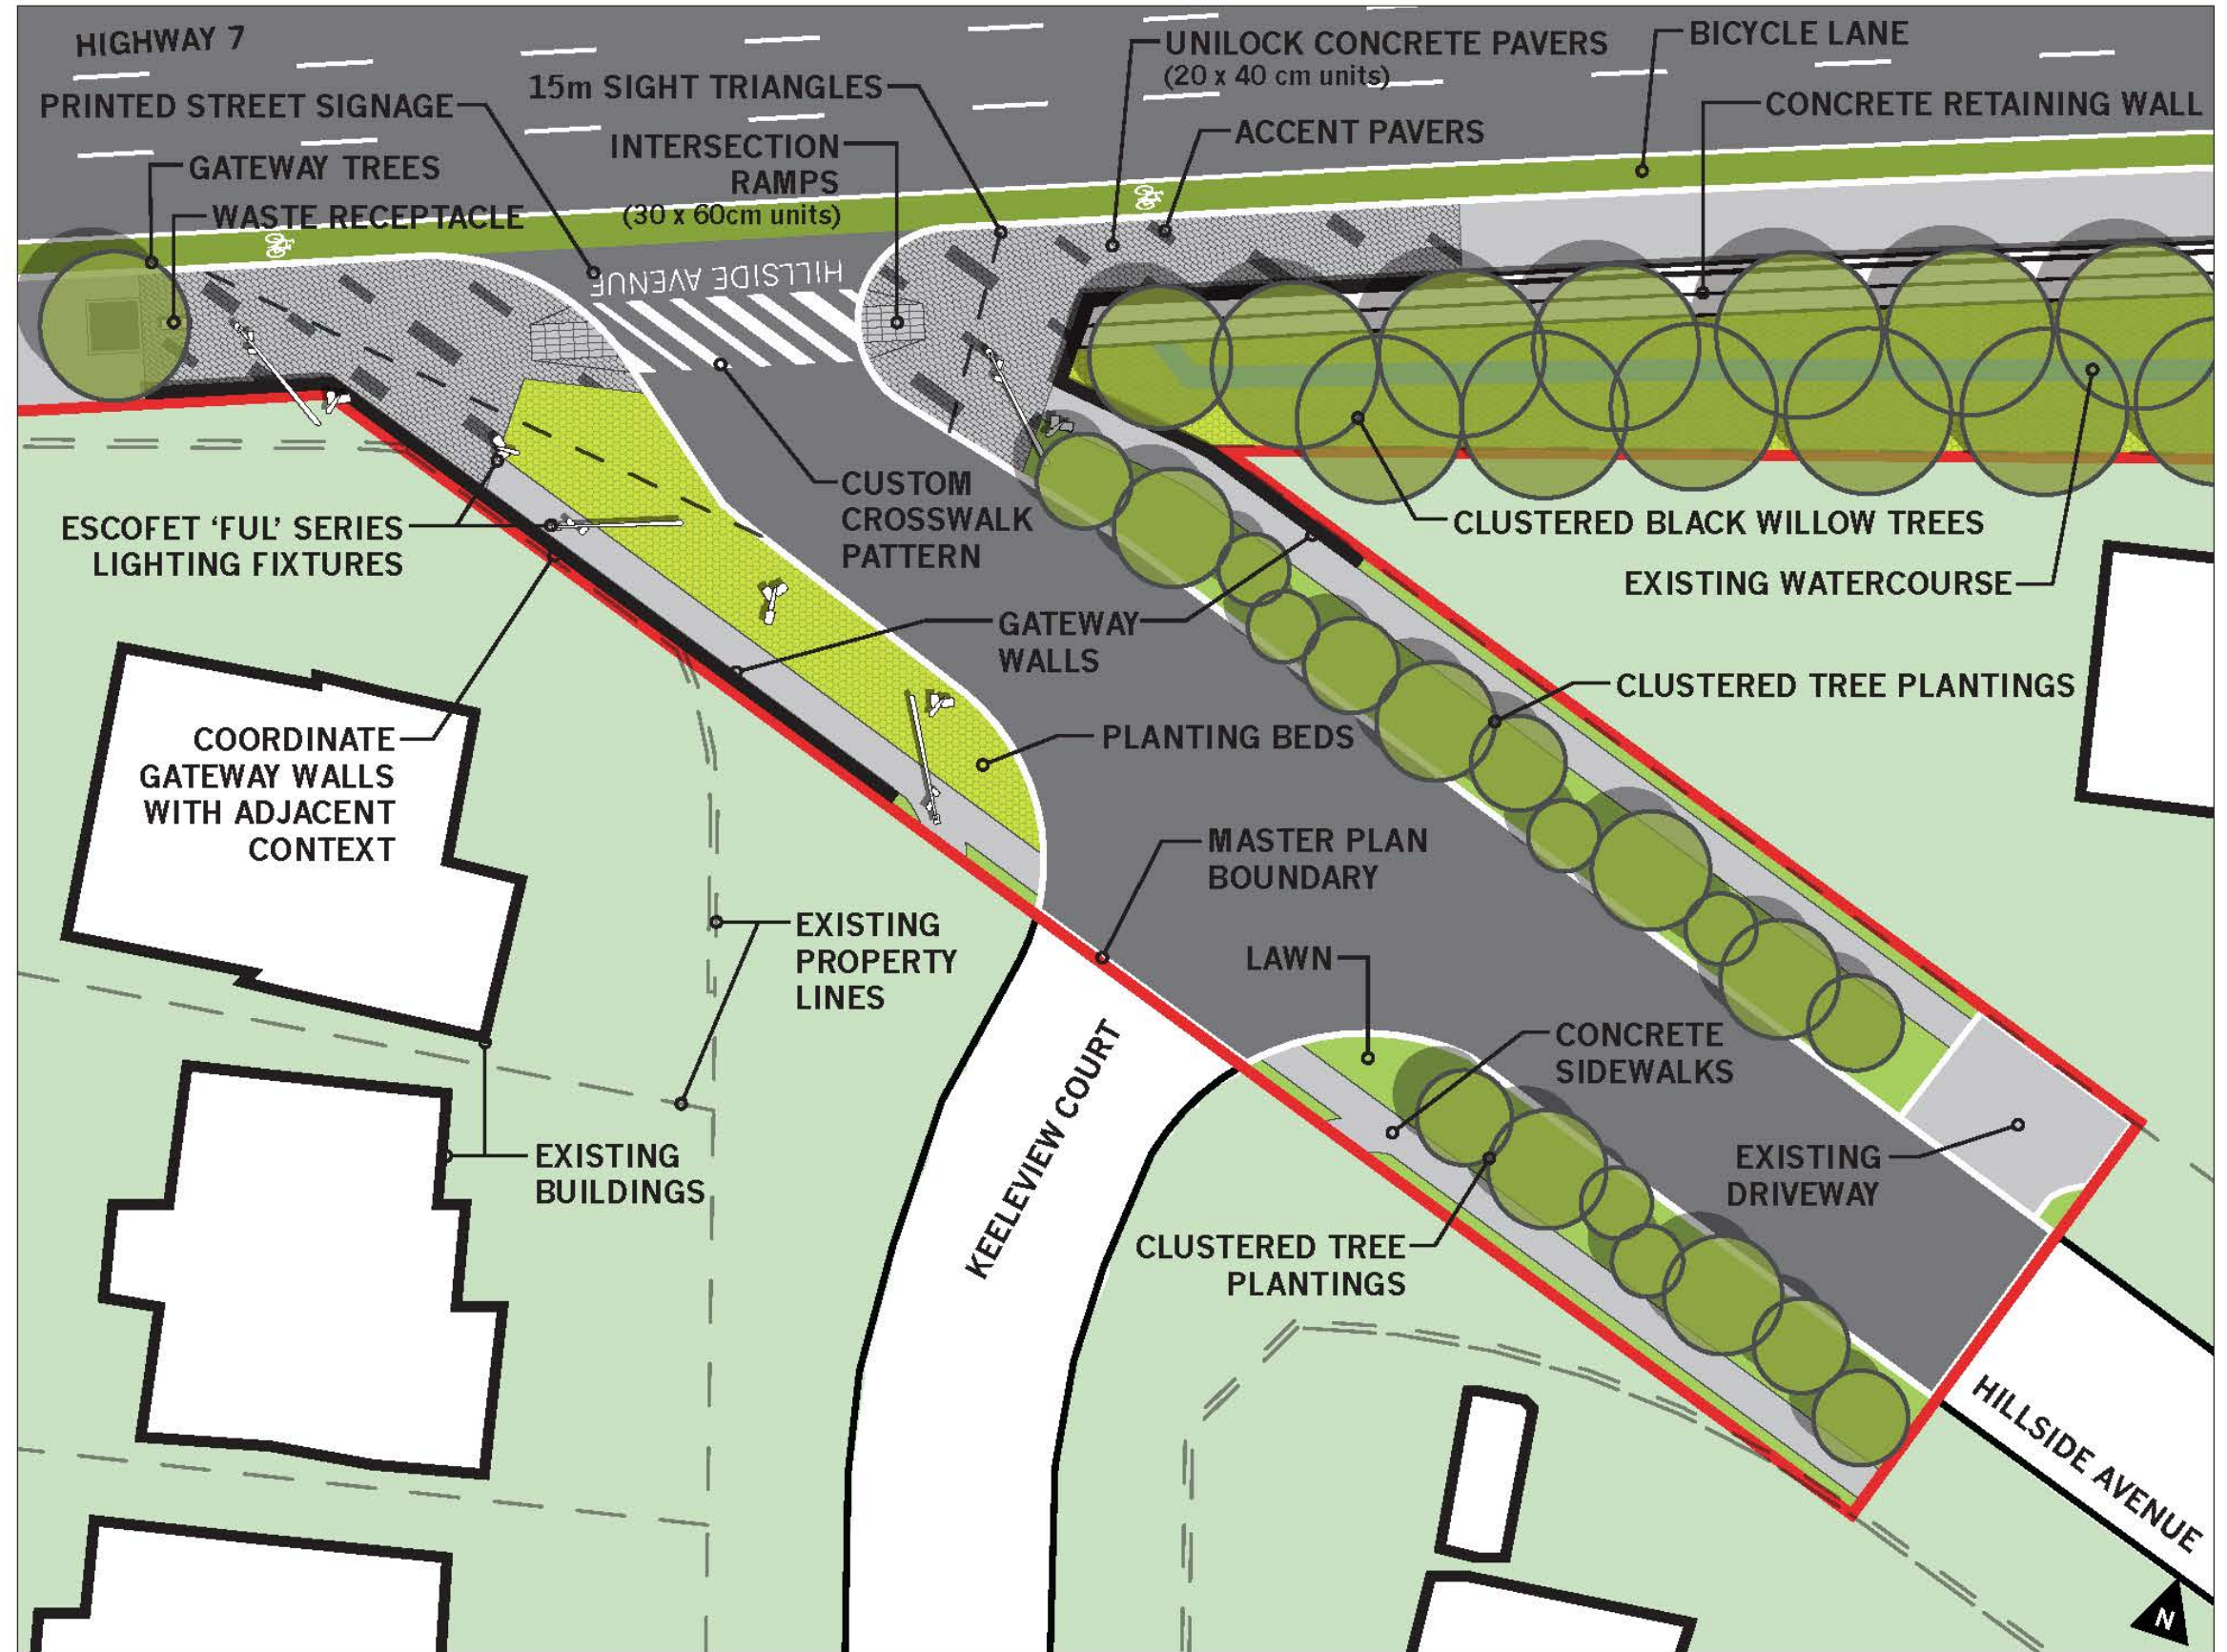 HIGHWAY 7
PRINTED STREET SIGNAGE
GATEWAY TREES
WASTE RECEPTACLE
15m SIGHT TRIANGLES
INTERSECTION
RAMPS
(30 x 60cm units)
UNILOCK CONCRETE PAVERS
(20 x 40 cm units)
ACCENT PAVERS
BICYCLE LANE
CONCRETE RETAINING WALL
HILLSIDE AVENUE
ESCOFET ‘FUL’ SERIES
LIGHTING FIXTURES
CUSTOM
CROSSWALK
PATTERN
CLUSTERED BLACK WILLOW TREES
EXISTING WATERCOURSE
GATEWAY
WALLS
CLUSTERED TREE PLANTINGS
COORDINATE
GATEWAY WALLS
WITH ADJACENT
CONTEXT
PLANTING BEDS
MASTER PLAN
BOUNDARY
EXISTING
PROPERTY
LINES
LAWN
CONCRETE
SIDEWALKS
EXISTING
BUILDINGS
KEELEVIEW COURT
EXISTING
DRIVEWAY
CLUSTERED TREE
PLANTINGS
HILLSIDE AVENUE
N